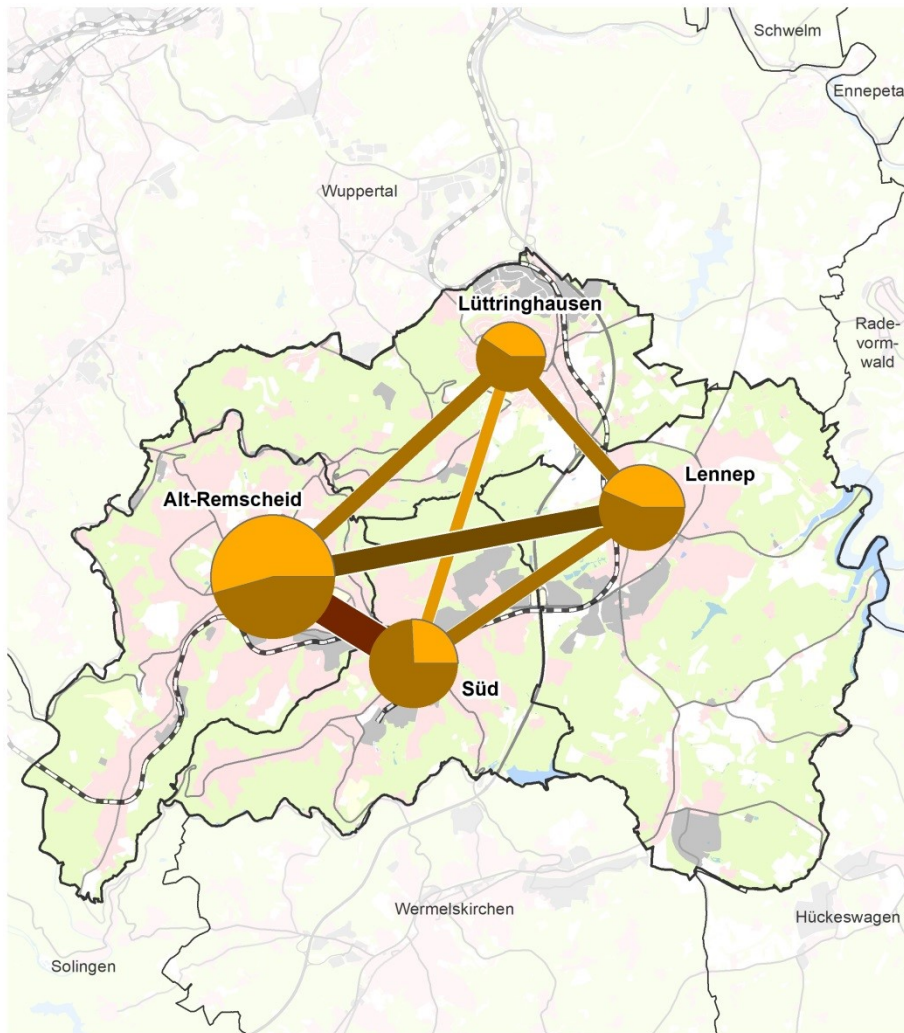 Schwelm
Ennepeta
Wuppertal
Lüttringhausen
Rade-
vorm-
wald
Lennep
Alt-Remscheid
Süd
Wermelskirchen
Hückeswagen
Solingen